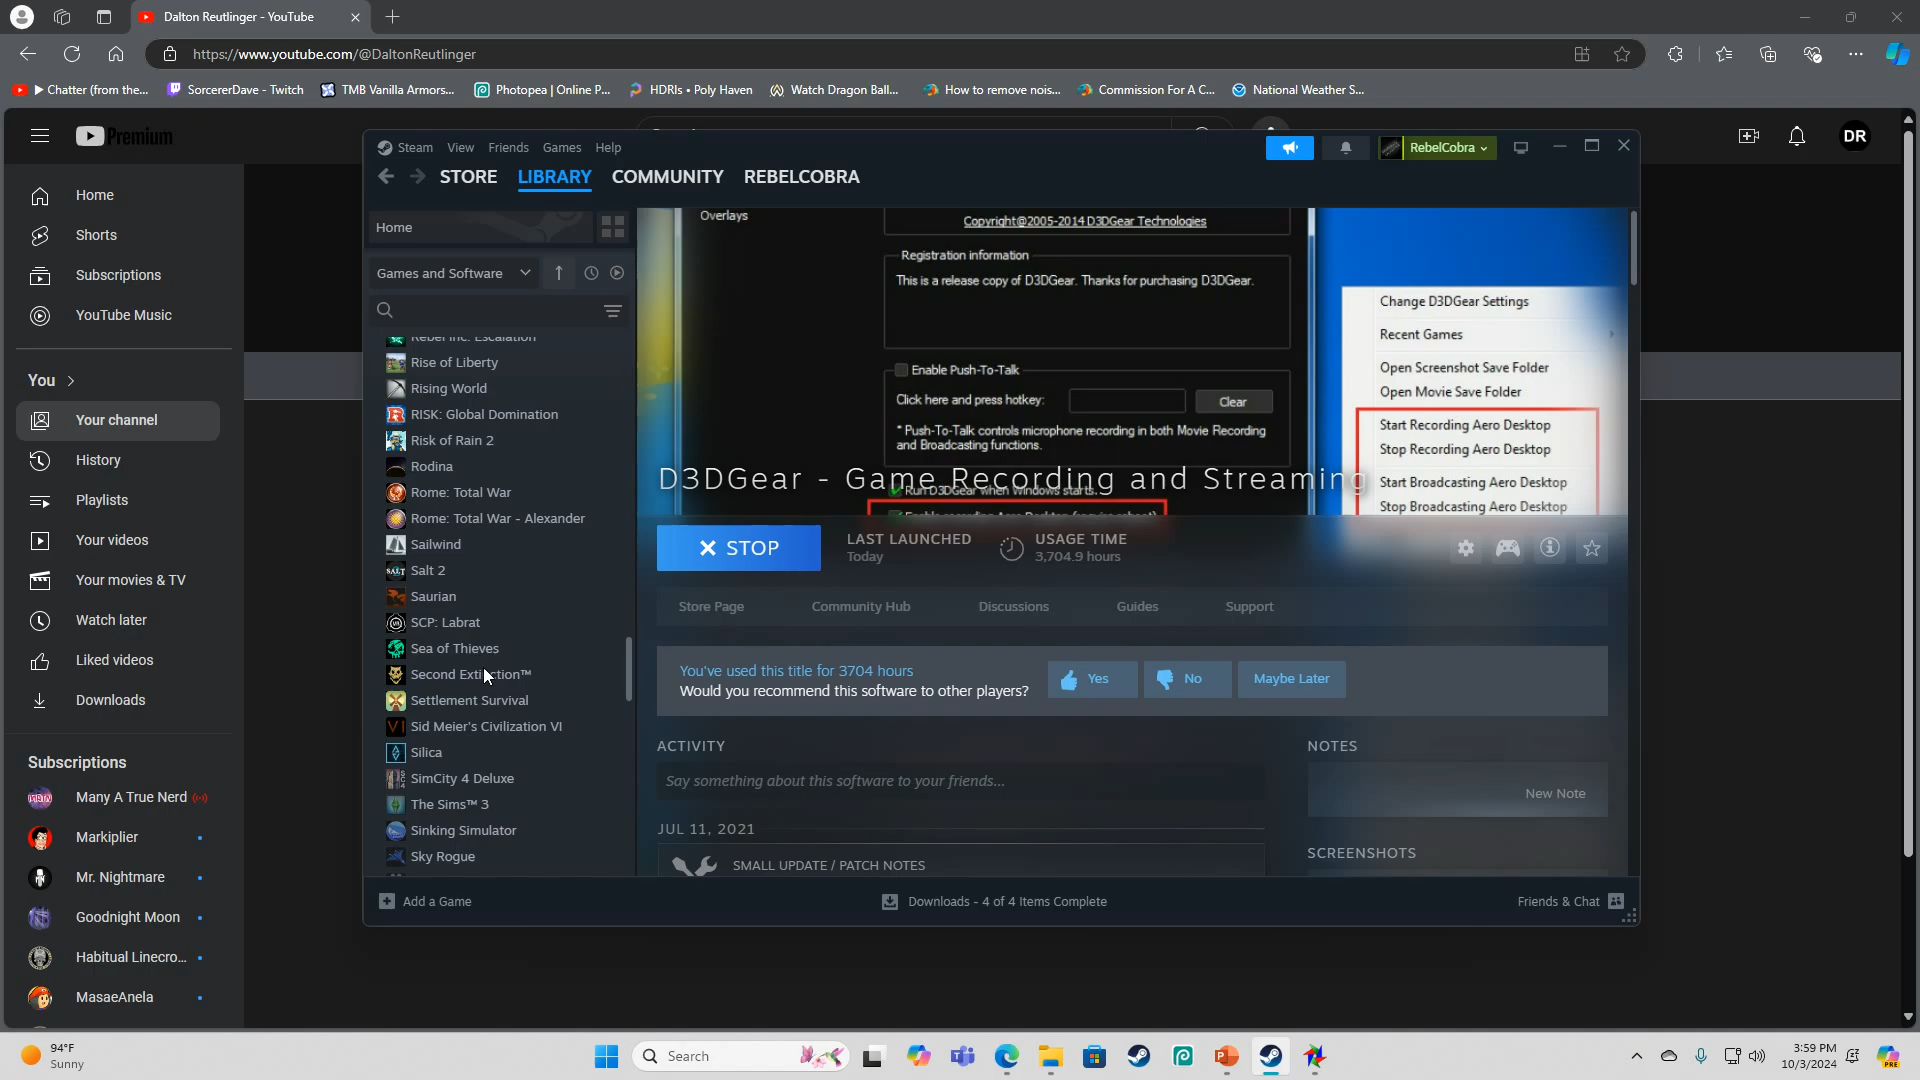 Dalton Reutlinger - YouTube
https://www.youtube.com/@DaltonReutlinger
▶ Chatter (from the...
SorcererDave - Twitch
TMB Vanilla Armors...
Photopea | Online P...
HDRIs • Poly Haven
Watch Dragon Ball...
How to remove nois...
Commission For A C...
National Weather S...
Premium
DR
Home
Shorts
Subscriptions
YouTube Music
You
Your channel
History
Playlists
Your videos
Your movies & TV
Watch later
Liked videos
Downloads
Subscriptions
Many A True Nerd
Markiplier
Mr. Nightmare
Goodnight Moon
Habitual Linecro...
MasaeAnela
Steam View Friends Games Help
RebelCobra
STORE LIBRARY COMMUNITY REBELCOBRA
Home
Games and Software
Rebel Inc: Escalation
Rise of Liberty
Rising World
RISK: Global Domination
Risk of Rain 2
Rodina
Rome: Total War
Rome: Total War - Alexander
Sailwind
Salt 2
Saurian
SCP: Labrat
Sea of Thieves
Second Extinction™
Settlement Survival
Sid Meier's Civilization VI
Silica
SimCity 4 Deluxe
The Sims™ 3
Sinking Simulator
Sky Rogue
Overlays
Copyright@2005-2014 D3DGear Technologies
Registration information
This is a release copy of D3DGear. Thanks for purchasing D3DGear.
Enable Push-To-Talk
Click here and press hotkey:
Clear
* Push-To-Talk controls microphone recording in both Movie Recording
and Broadcasting functions.
Run D3DGear when Windows starts.
Enable recording Aero Desktop (require reboot)
Change D3DGear Settings
Recent Games
Open Screenshot Save Folder
Open Movie Save Folder
Start Recording Aero Desktop
Stop Recording Aero Desktop
Start Broadcasting Aero Desktop
Stop Broadcasting Aero Desktop
D3DGear - Game Recording and Streaming
STOP
LAST LAUNCHED
Today
USAGE TIME
3,704.9 hours
Store Page
Community Hub
Discussions
Guides
Support
You've used this title for 3704 hours
Would you recommend this software to other players?
Yes
No
Maybe Later
ACTIVITY
Say something about this software to your friends...
JUL 11, 2021
SMALL UPDATE / PATCH NOTES
NOTES
New Note
SCREENSHOTS
Add a Game
Downloads - 4 of 4 Items Complete
Friends & Chat
94°F
Sunny
Search
3:59 PM
10/3/2024